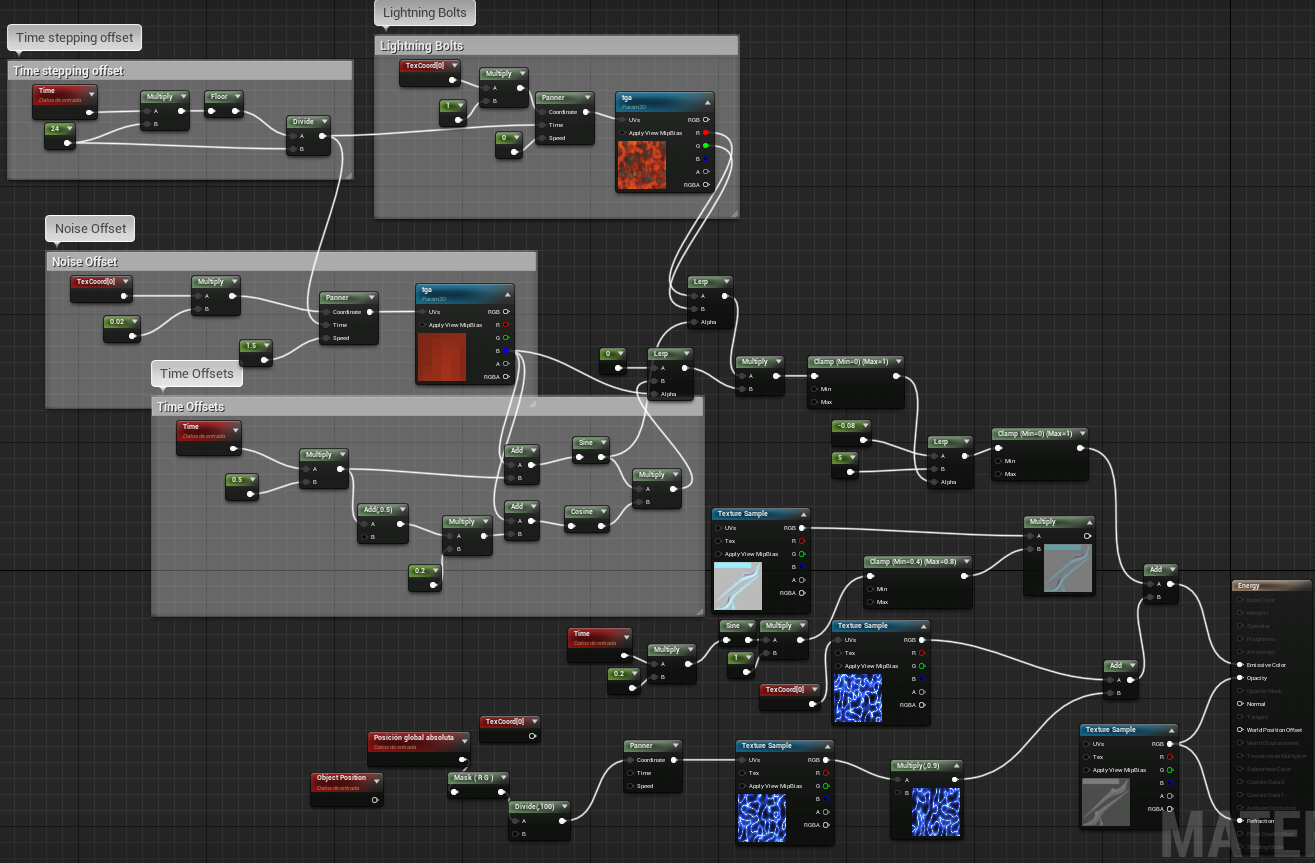 Lightning Bolts
Time stepping offset
Lightning Bolts
Time stepping offset
TexCoord[0]
Multiply
A
B
1
Panner
Coordinate
Time
Speed
0
tga
Param2D
UVs
RGB
Apply View MipBias
R
G
B
A
RGBA
Time
Datos de entrada
24
Multiply
A
B
Floor
Divide
A
B
Noise Offset
Noise Offset
TexCoord[0]
0.02
Multiply
A
B
1.5
Panner
Coordinate
Time
Speed
tga
Param2D
UVs
RGB
Apply View MipBias
R
G
B
A
RGBA
Lerp
A
B
Alpha
0
Lerp
A
B
Alpha
Multiply
A
B
Clamp (Min=0) (Max=1)
Min
Max
-0.08
5
Lerp
A
B
Alpha
Clamp (Min=0) (Max=1)
Min
Max
Time Offsets
Time Offsets
Time
Datos de entrada
0.5
Multiply
A
B
Add(,0.5)
A
B
Multiply
A
B
0.2
Add
A
B
Sine
Add
A
B
Cosine
Multiply
A
B
Texture Sample
UVs
RGB
Tex
R
Apply View MipBias
G
B
A
RGBA
Clamp (Min=0.4) (Max=0.8)
Min
Max
Multiply
A
B
Add
A
B
Time
Datos de entrada
0.2
Multiply
A
B
Sine
1
Multiply
A
B
TexCoord[0]
Texture Sample
UVs
RGB
Tex
R
Apply View MipBias
G
B
A
RGBA
Add
A
B
TexCoord[0]
Posición global absoluta
Datos de entrada
Object Position
Datos de entrada
Mask ( R G )
Divide(,100)
A
B
Panner
Coordinate
Time
Speed
Texture Sample
UVs
RGB
Tex
R
Apply View MipBias
G
B
A
RGBA
Multiply(,0.9)
A
B
Texture Sample
UVs
RGB
Tex
R
Apply View MipBias
G
B
A
RGBA
Energy
Base Color
Metallic
Specular
Roughness
Anisotropy
Emissive Color
Opacity
Opacity Mask
Normal
Tangent
World Position Offset
World Displacement
Subsurface Color
Custom Data 0
Custom Data 1
Ambient Occlusion
Refraction
Pixel Depth Offset
Shading Model
MATE